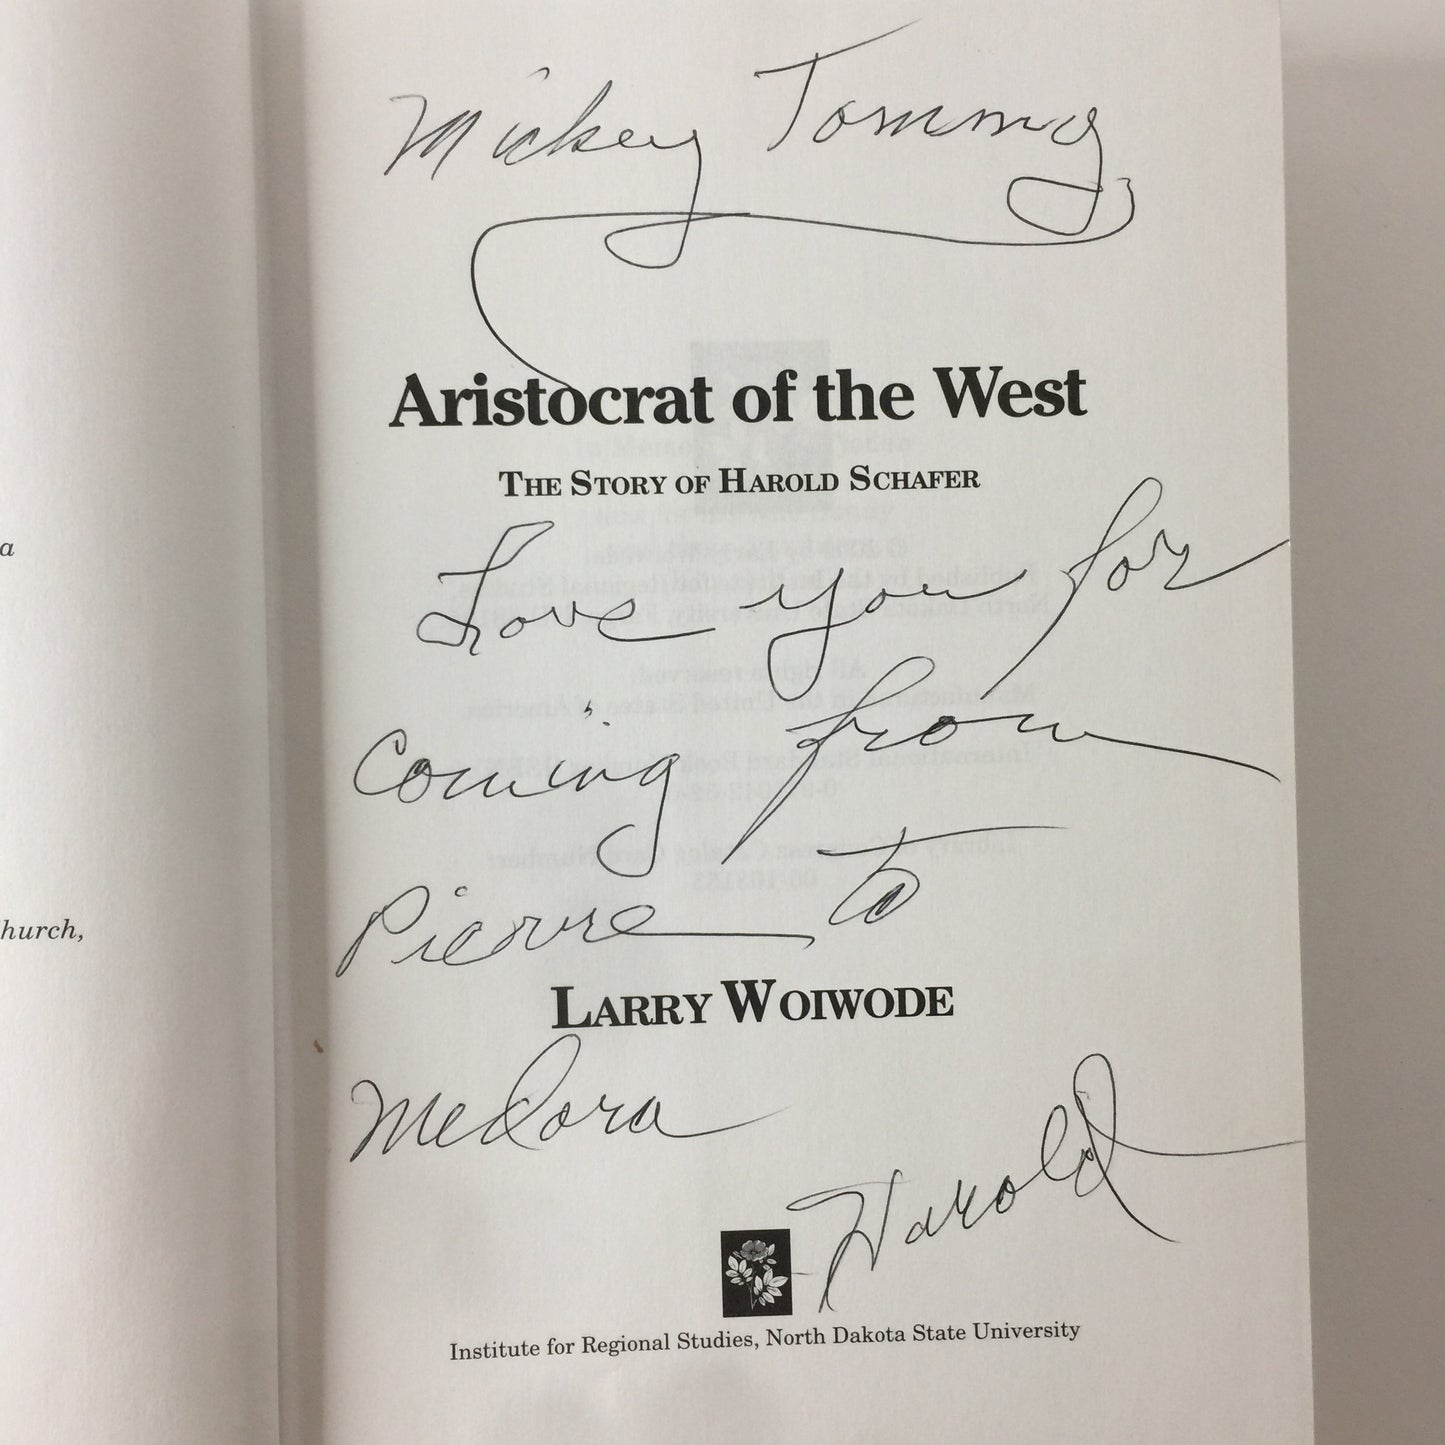 Mickey Tommy
Aristocrat of the West
THE STORY OF HAROLD SCHAFER
Love you for
coming from
Pierre to
LARRY WOIWODE
Medora
Harold
Institute for Regional Studies, North Dakota State University
a
hurch,